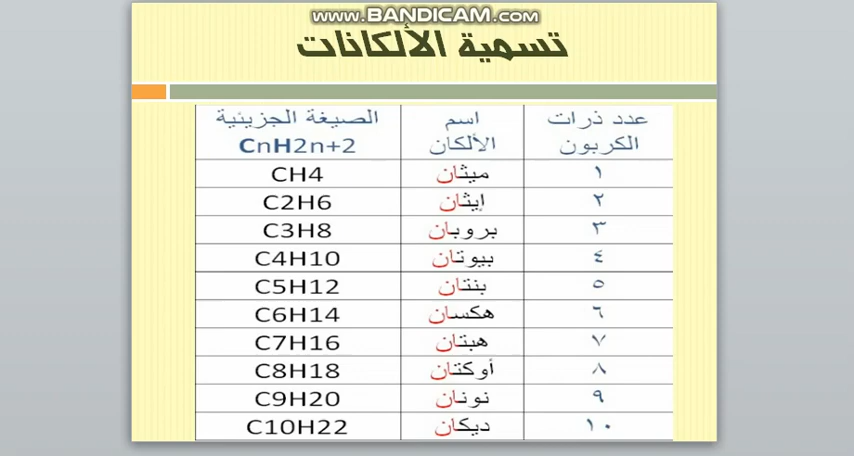 www.BANDICAM.com
تسمية الألكانات
عدد ذرات الكربون اسم الألكان الصيغة الجزيئية CnH2n+2
١ ميثان CH4
٢ إيثان C2H6
٣ بروبان C3H8
٤ بيوتان C4H10
٥ بنتان C5H12
٦ هكسان C6H14
٧ هبتان C7H16
٨ أوكتان C8H18
٩ نونان C9H20
١٠ ديكان C10H22